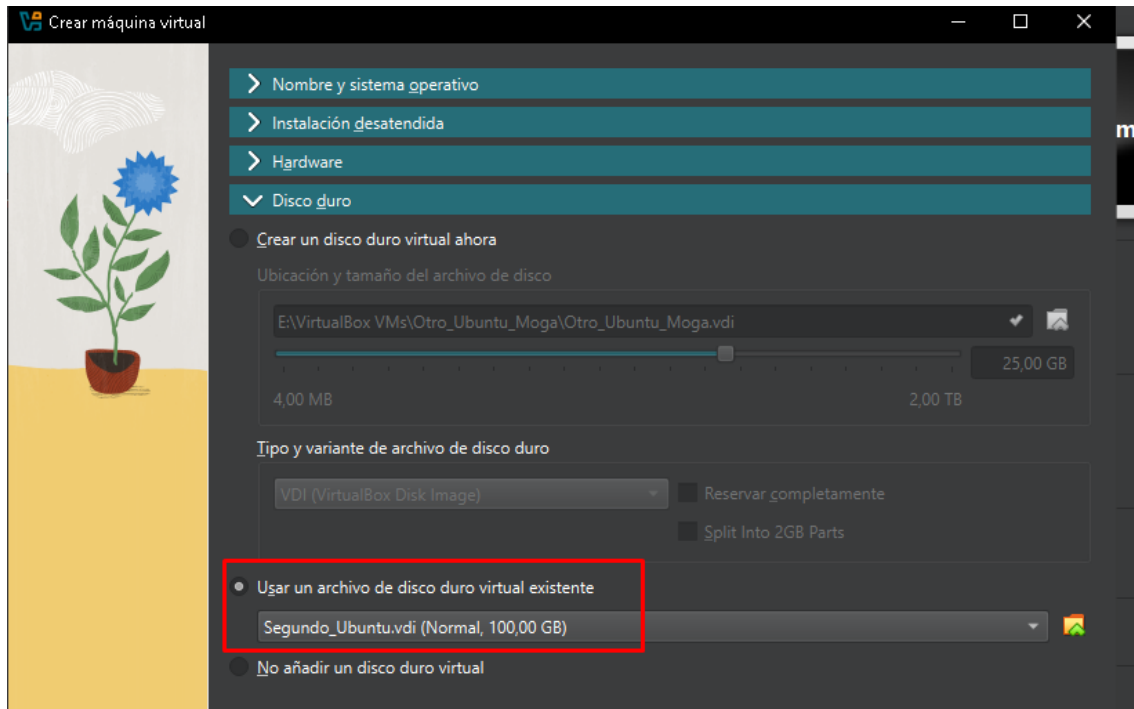 Crear máquina virtual
Nombre y sistema operativo
Instalación desatendida
Hardware
Disco duro
Crear un disco duro virtual ahora
Ubicación y tamaño del archivo de disco
E:\VirtualBox VMs\Otro_Ubuntu_Moga\Otro_Ubuntu_Moga.vdi
25,00 GB
4,00 MB 2,00 TB
Tipo y variante de archivo de disco duro
VDI (VirtualBox Disk Image) Reservar completamente
Split Into 2GB Parts
Usar un archivo de disco duro virtual existente
Segundo_Ubuntu.vdi (Normal, 100,00 GB)
No añadir un disco duro virtual